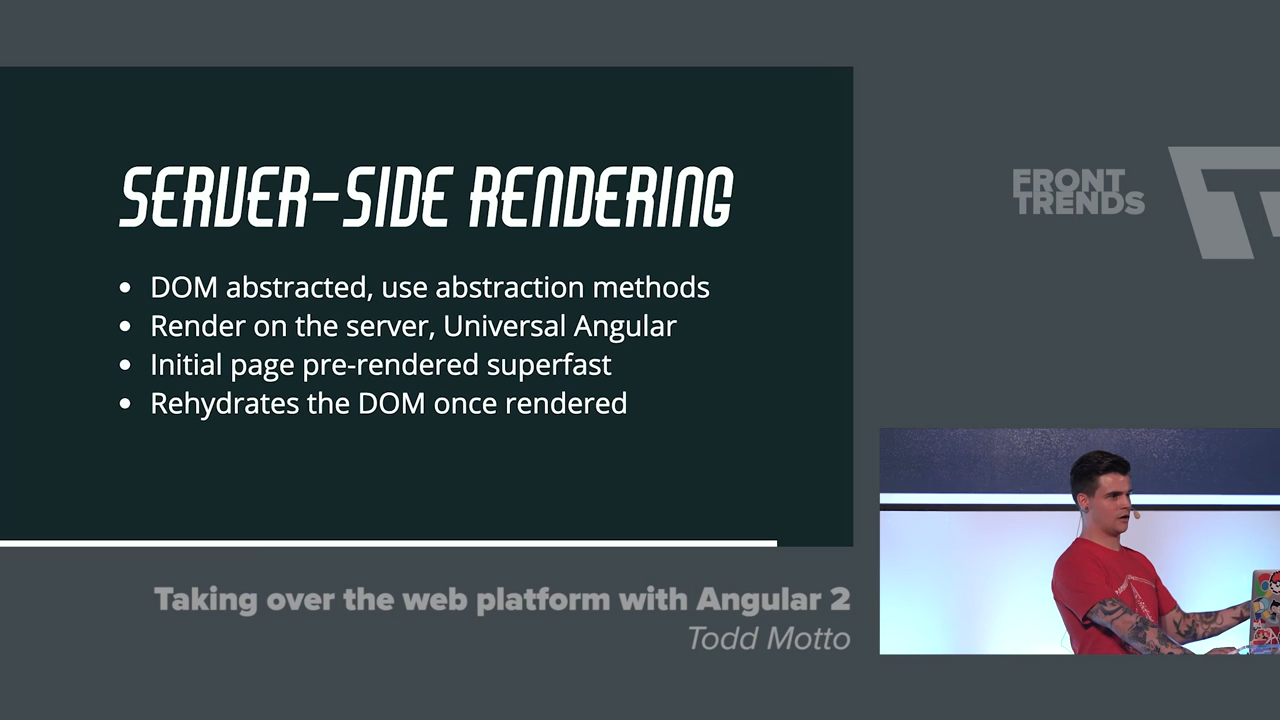 SERVER-SIDE RENDERING
• DOM abstracted, use abstraction methods
• Render on the server, Universal Angular
• Initial page pre-rendered superfast
• Rehydrates the DOM once rendered
FRONT
TRENDS
Taking over the web platform with Angular 2
Todd Motto